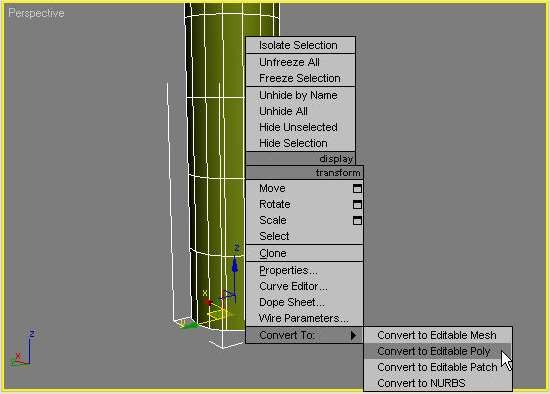 Perspective
Isolate Selection
Unfreeze All
Freeze Selection
Unhide by Name
Unhide All
Hide Unselected
Hide Selection
display
transform
Move
Rotate
Scale
Select
Clone
Properties...
Curve Editor...
Dope Sheet...
Wire Parameters...
Convert To:
Convert to Editable Mesh
Convert to Editable Poly
Convert to Editable Patch
Convert to NURBS
z
x
y
z
x